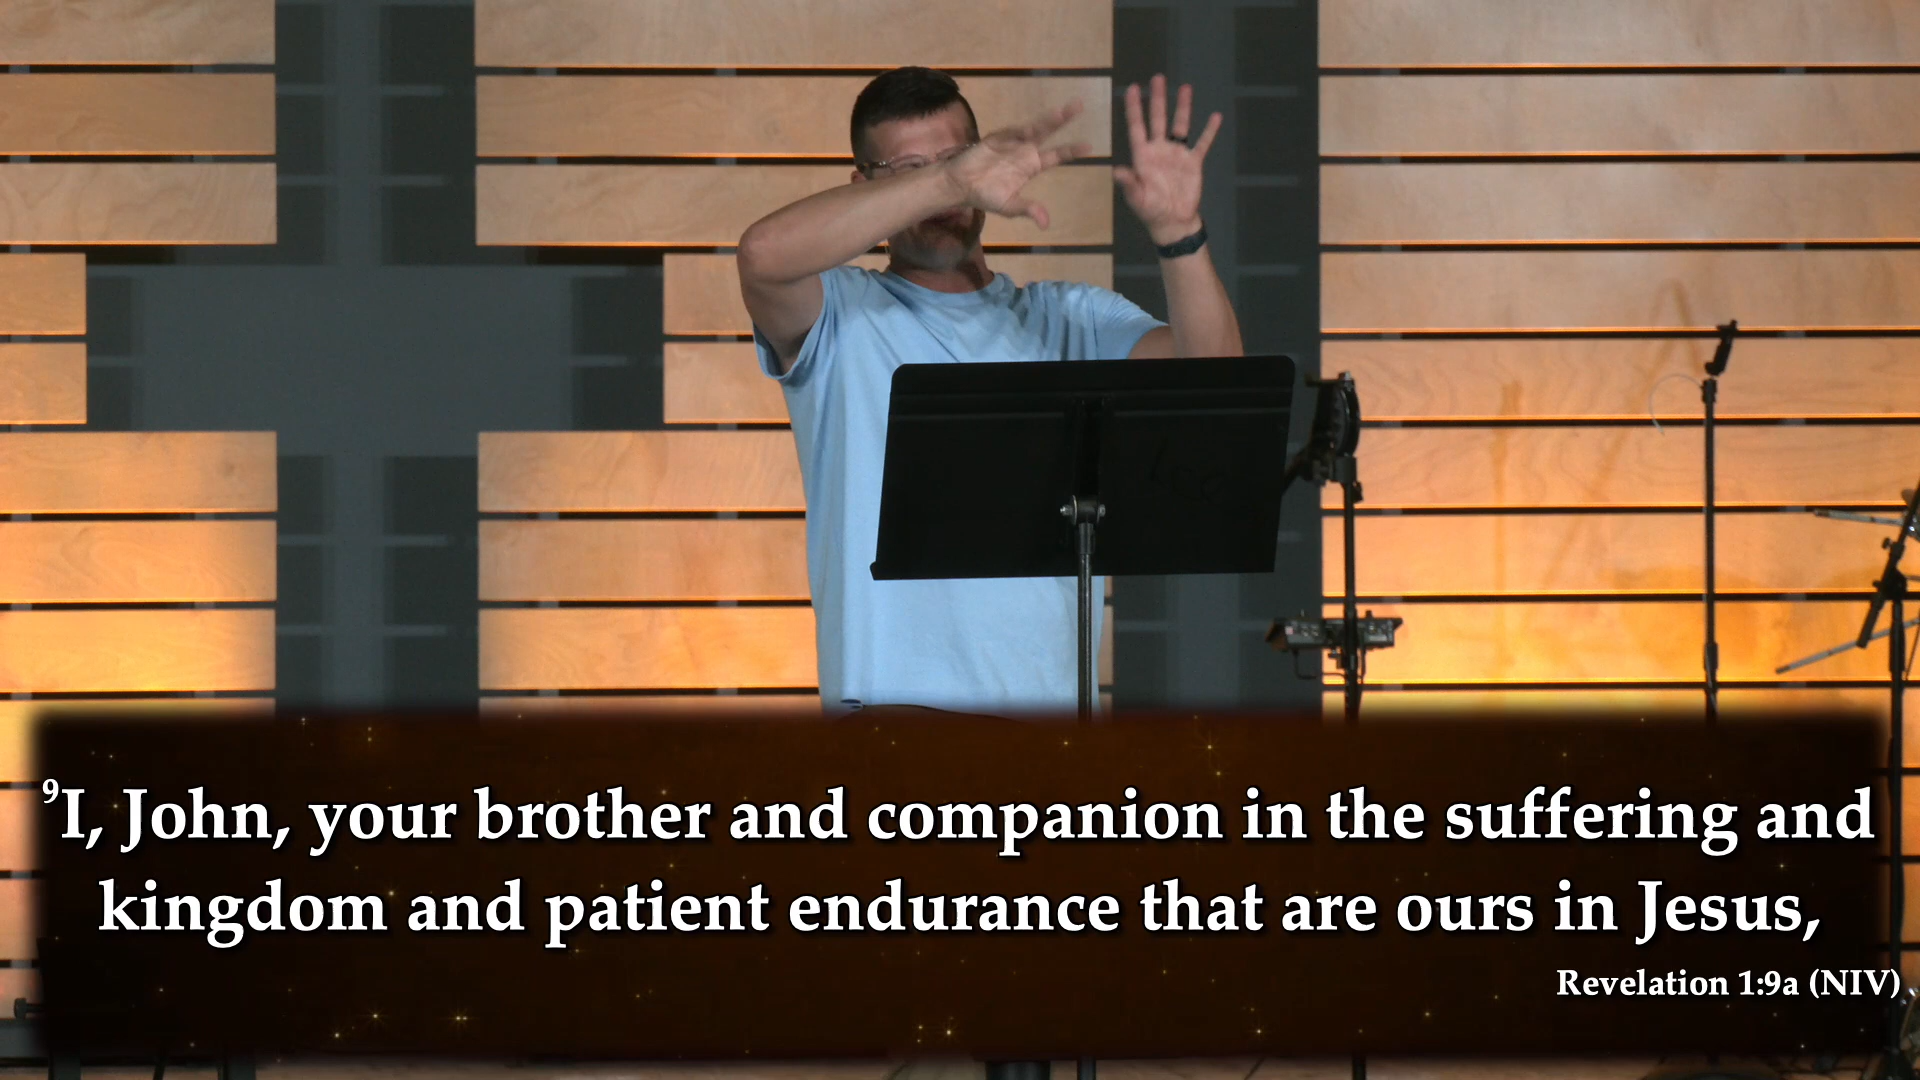 ⁹I, John, your brother and companion in the suffering and
kingdom and patient endurance that are ours in Jesus,
Revelation 1:9a (NIV)